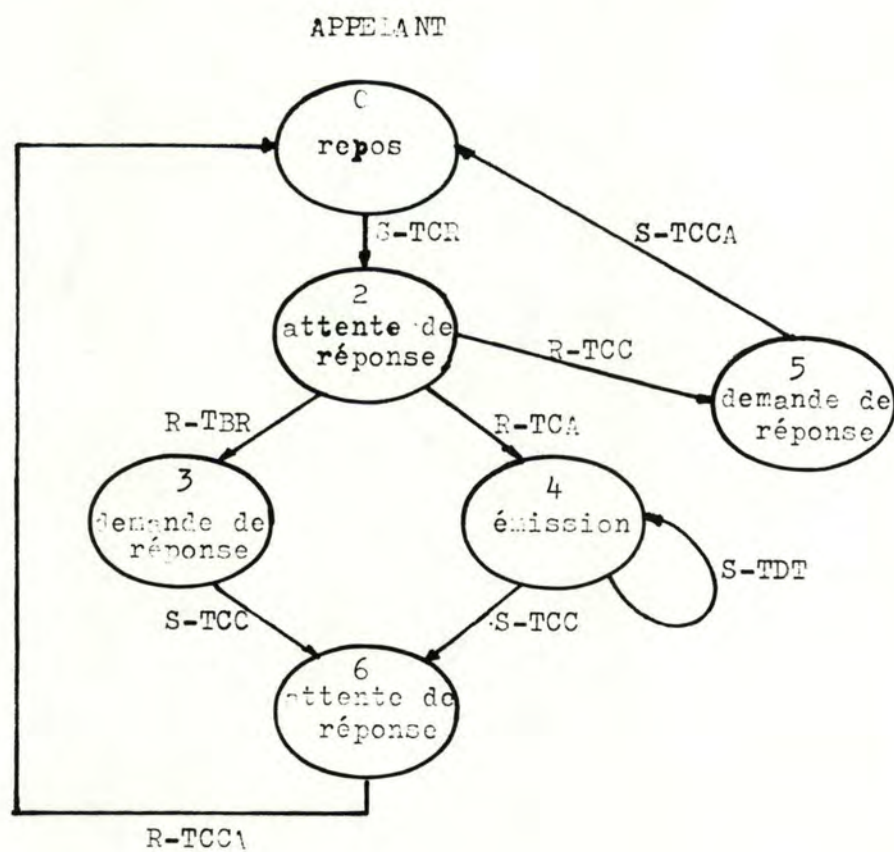 APPELANT
0
repos
S-TCR
S-TCCA
2
attente de
réponse
R-TCC
5
demande de
réponse
R-TBR
R-TCA
3
demande de
réponse
4
émission
S-TDT
S-TCC
S-TCC
6
attente de
réponse
R-TCCA